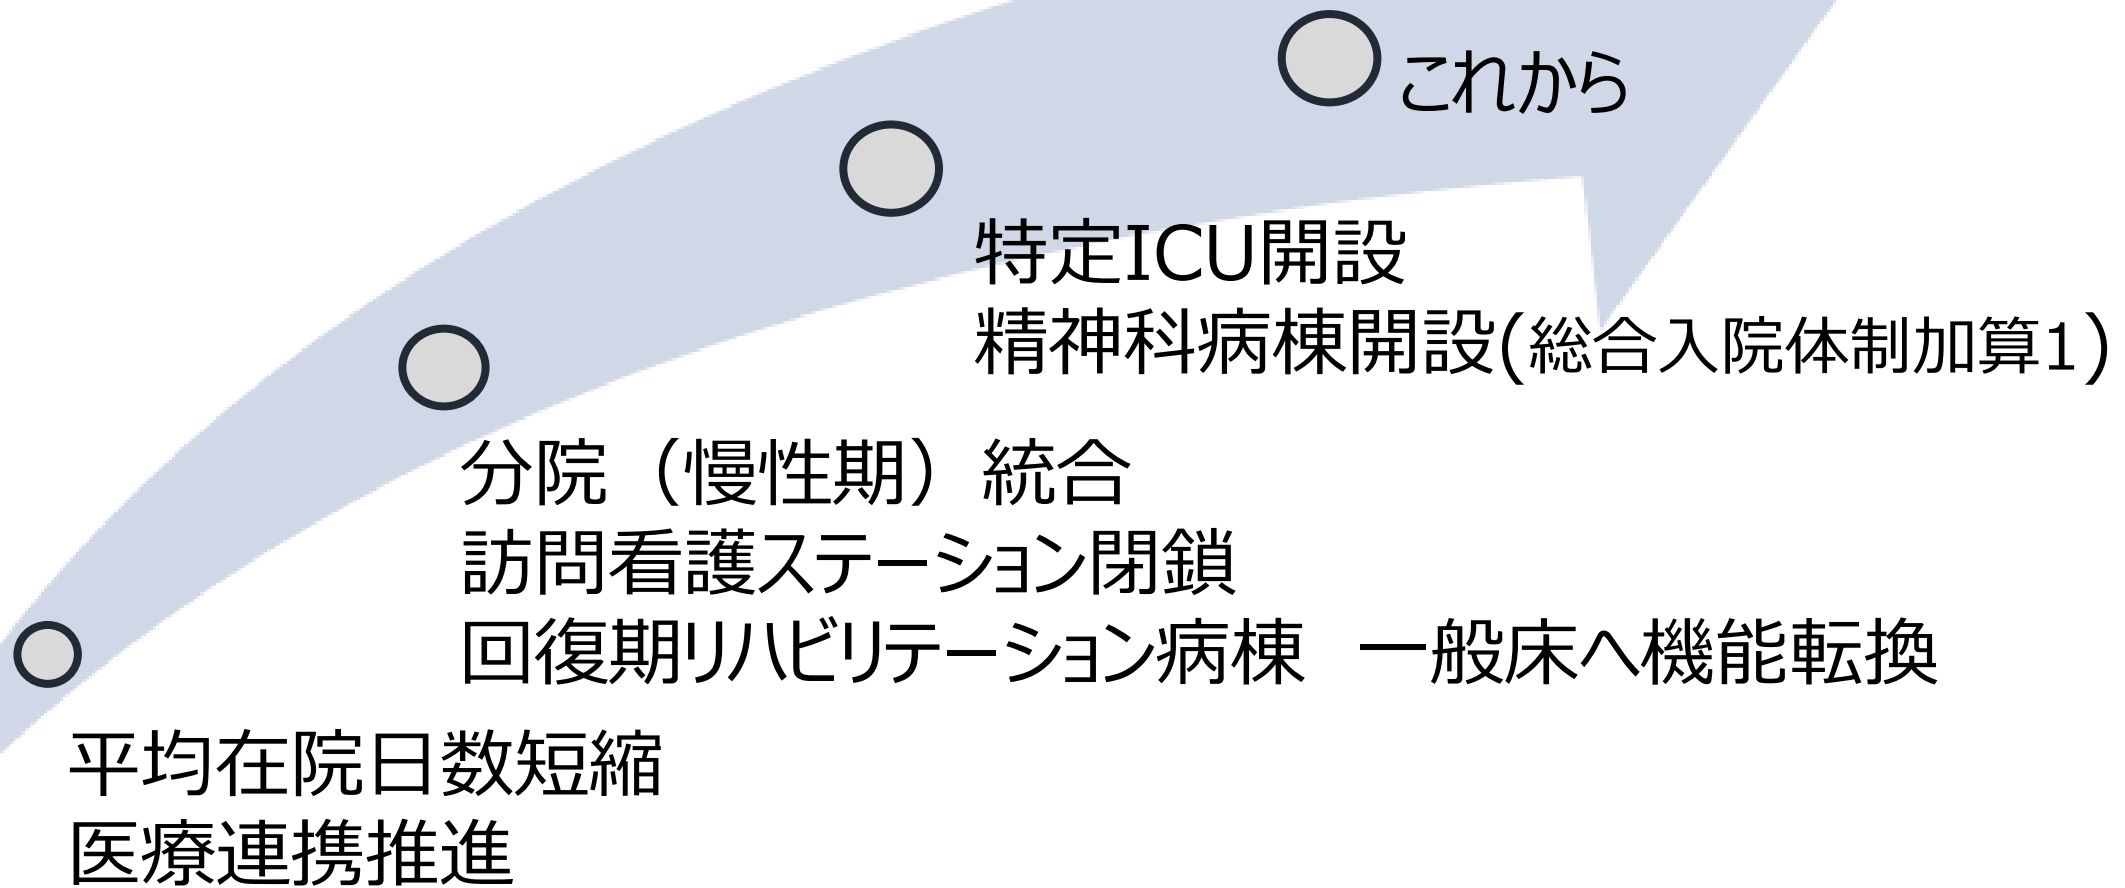 これから
特定ICU開設
精神科病棟開設(総合入院体制加算1)
分院（慢性期）統合
訪問看護ステーション閉鎖
回復期リハビリテーション病棟　一般床へ機能転換
平均在院日数短縮
医療連携推進